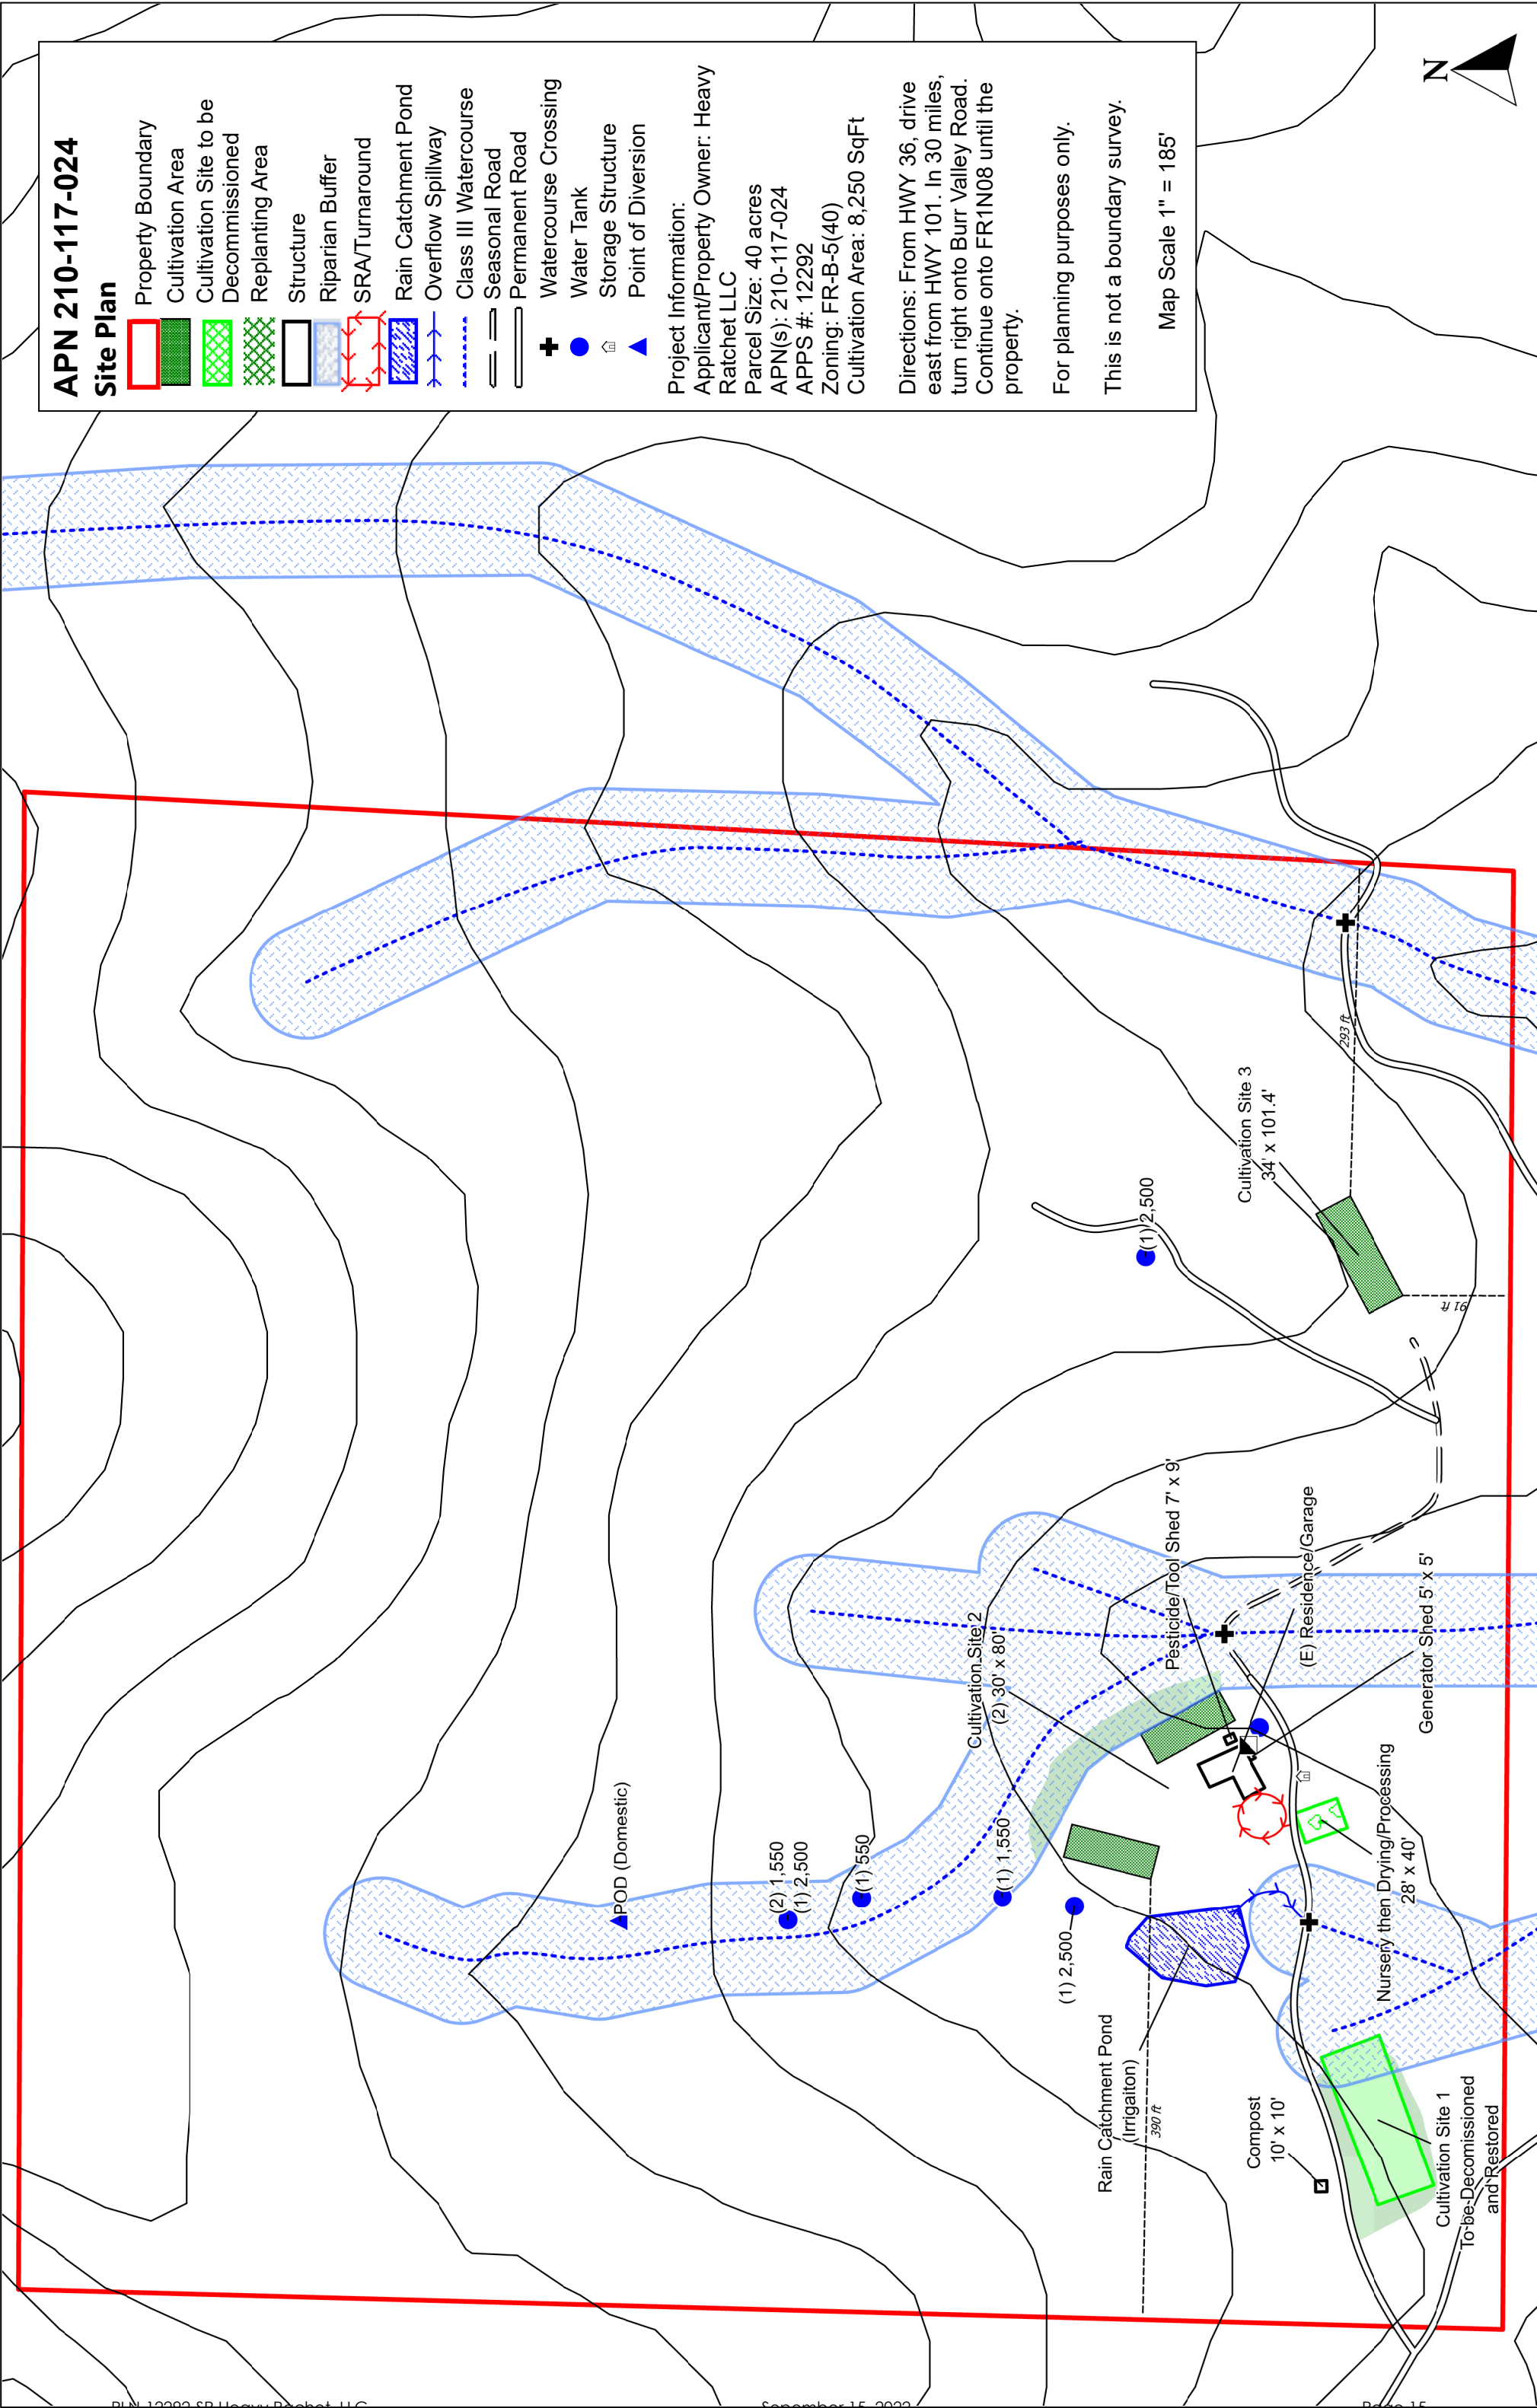 APN 210-117-024
Site Plan
Property Boundary
Cultivation Area
Cultivation Site to be
Decommissioned
Replanting Area
Structure
Riparian Buffer
SRA/Turnaround
Rain Catchment Pond
Overflow Spillway
Class III Watercourse
Seasonal Road
Permanent Road
Watercourse Crossing
Water Tank
Storage Structure
Point of Diversion
Project Information:
Applicant/Property Owner: Heavy
Ratchet LLC
Parcel Size: 40 acres
APN(s): 210-117-024
APPS #: 12292
Zoning: FR-B-5(40)
Cultivation Area: 8,250 SqFt
Directions: From HWY 36, drive
east from HWY 101. In 30 miles,
turn right onto Burr Valley Road.
Continue onto FR1N08 until the
property.
For planning purposes only.
This is not a boundary survey.
Map Scale 1" = 185'
N
POD (Domestic)
(2) 1,550
(1) 2,500
(1) 550
(1) 1,550
(1) 2,500
Rain Catchment Pond
(Irrigaiton)
390 ft
Compost
10' x 10'
Cultivation Site 1
To be Decomissioned
and Restored
Cultivation Site 2
(2) 30' x 80'
Pesticide/Tool Shed 7' x 9'
(E) Residence/Garage
Generator Shed 5' x 5'
Nursery then Drying/Processing
28' x 40'
(1) 2,500
Cultivation Site 3
34' x 101.4'
293 ft
91 ft